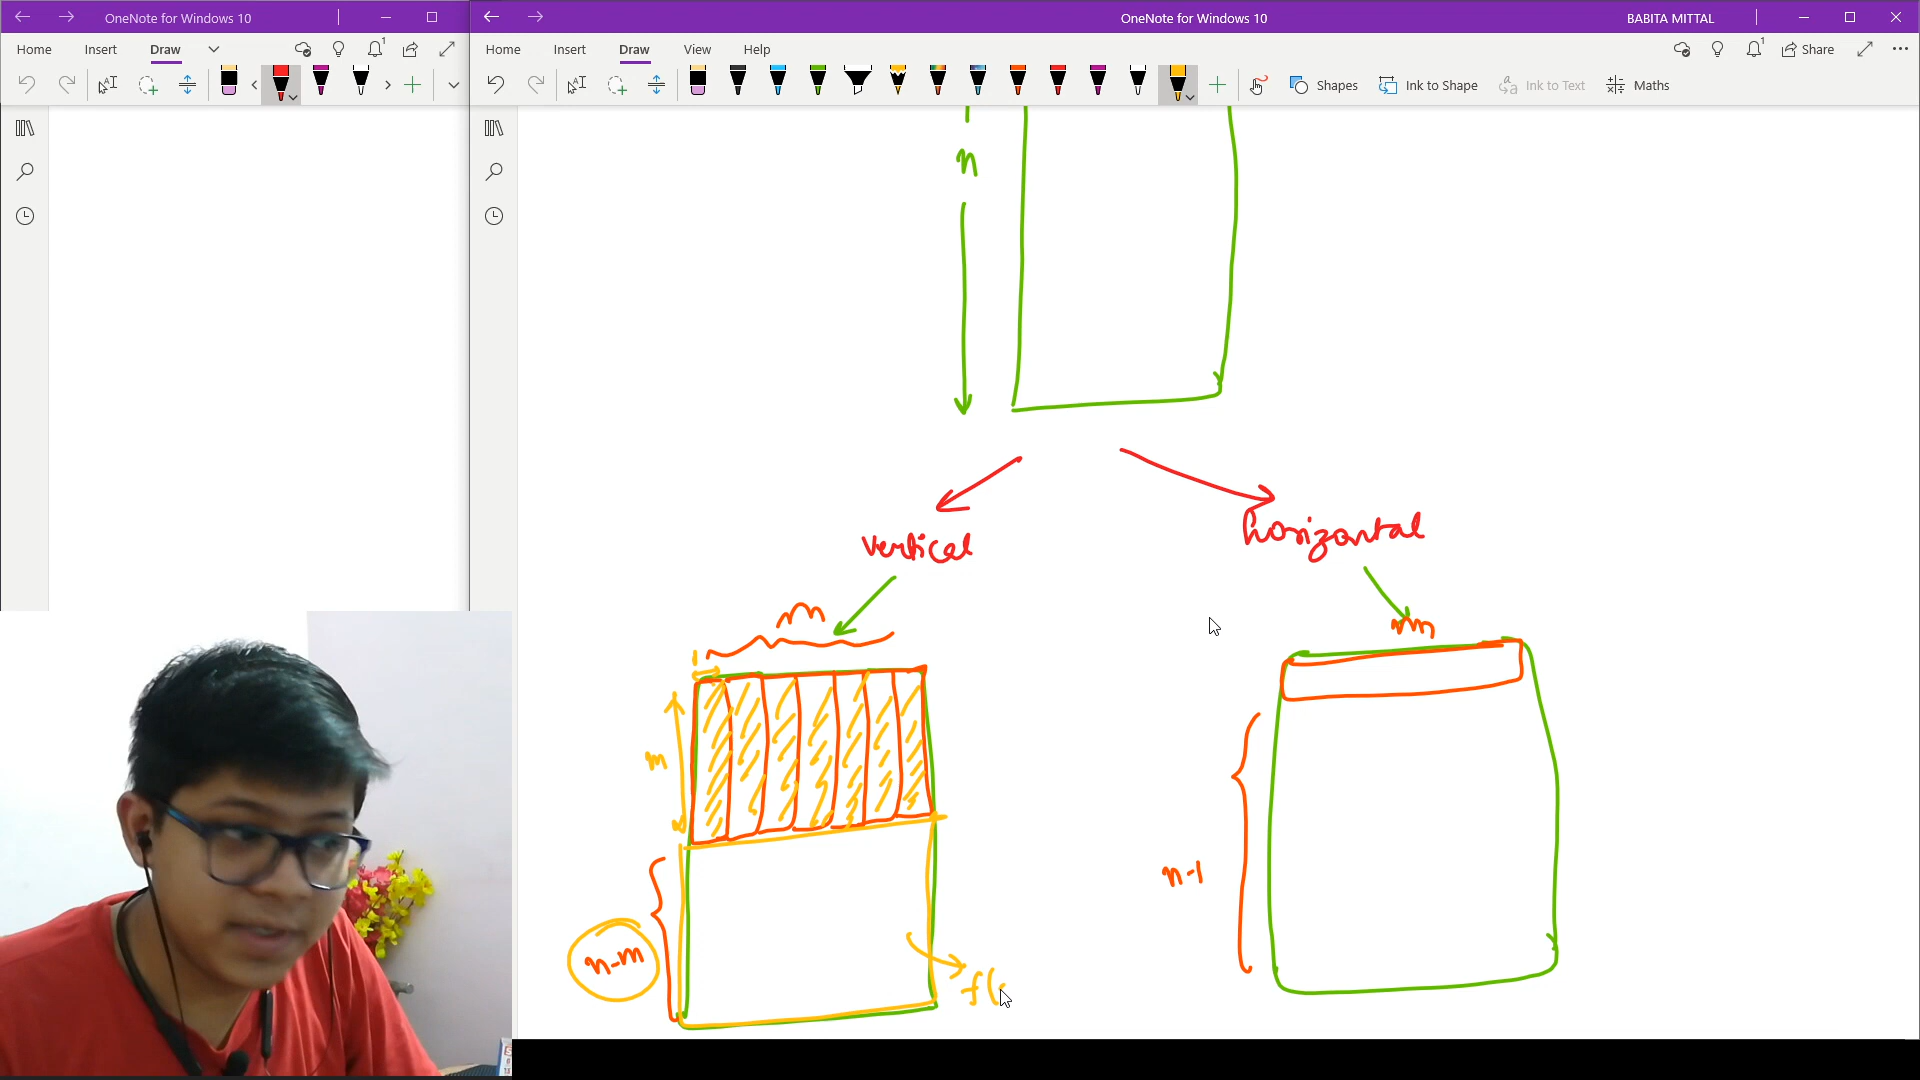 OneNote for Windows 10
OneNote for Windows 10
BABITA MITTAL
Home Insert Draw
Home Insert Draw View Help
Share
Shapes Ink to Shape Ink to Text Maths
n
vertical
horizontal
m
m
1
m
n-1
n-m
f(